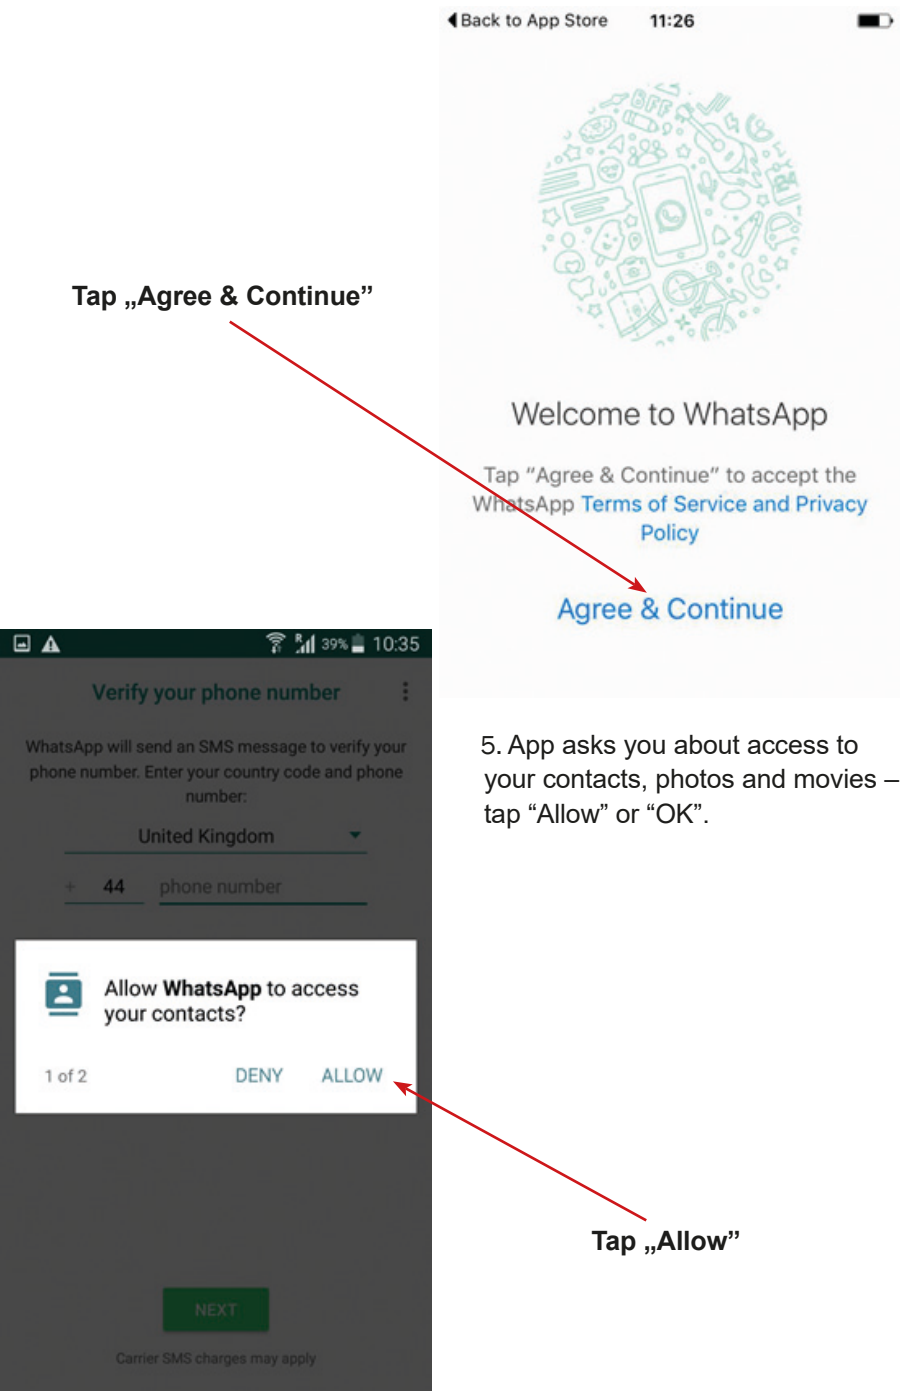 Back to App Store 11:26
BFF
24
Tap „Agree & Continue”
Welcome to WhatsApp
Tap "Agree & Continue" to accept the
WhatsApp Terms of Service and Privacy
Policy
Agree & Continue
R 39% 10:35
Verify your phone number
WhatsApp will send an SMS message to verify your
phone number. Enter your country code and phone
number:
United Kingdom
+ 44 phone number
Allow WhatsApp to access
your contacts?
1 of 2 DENY ALLOW
NEXT
Carrier SMS charges may apply
5. App asks you about access to
your contacts, photos and movies –
tap “Allow” or “OK”.
Tap „Allow”